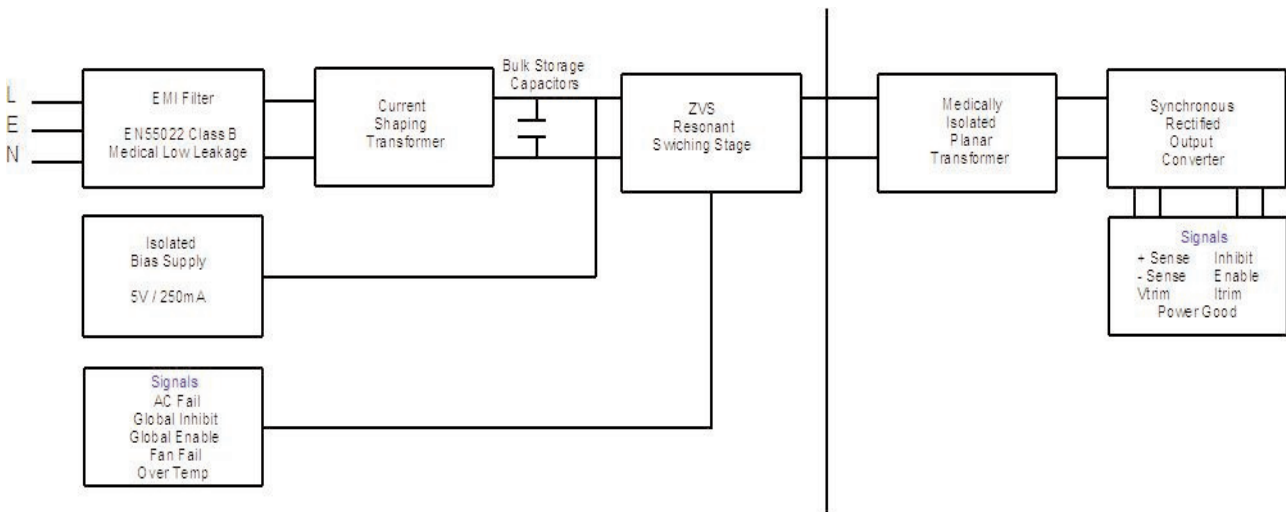 L
E
N
EMI Filter
EN55022 Class B
Medical Low Leakage
Current
Shaping
Transformer
Bulk Storage
Capacitors
ZVS
Resonant
Swiching Stage
Medically
Isolated
Planar
Transformer
Synchronous
Rectified
Output
Converter
Isolated
Bias Supply
5V / 250mA
Signals
+ Sense Inhibit
- Sense Enable
Vtrim Itrim
Power Good
Signals
AC Fail
Global Inhibit
Global Enable
Fan Fail
Over Temp